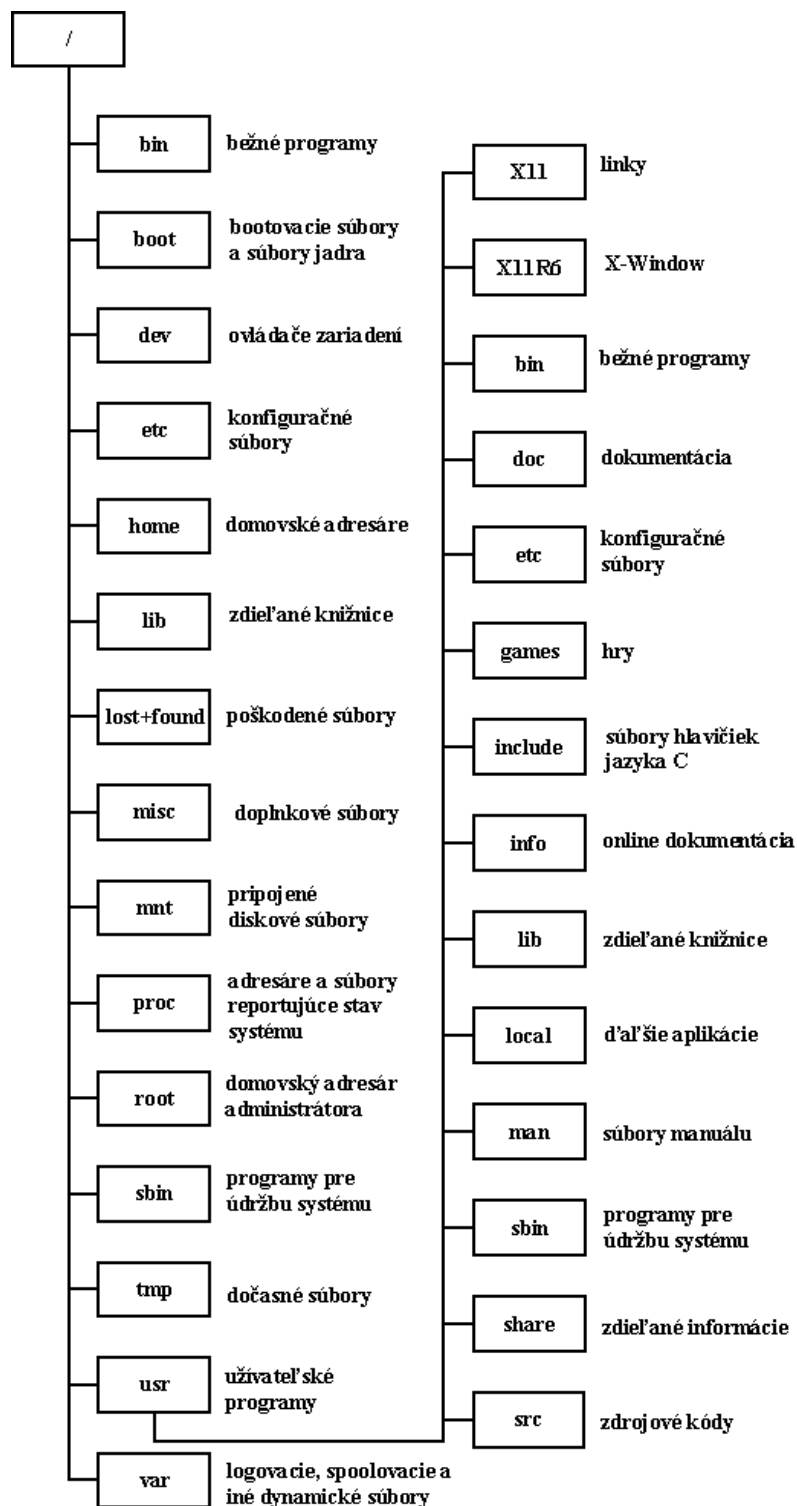 /
bin
bežné programy
boot
bootovacie súbory
a súbory jadra
dev
ovládače zariadení
etc
konfiguračné
súbory
home
domovské adresáre
lib
zdieľané knižnice
lost+found
poškodené súbory
misc
doplnkové súbory
mnt
pripojené
diskové súbory
proc
adresáre a súbory
reportujúce stav
systému
root
domovský adresár
administrátora
sbin
programy pre
údržbu systému
tmp
dočasné súbory
usr
užívateľské
programy
var
logovacie, spoolovacie a
iné dynamické súbory
X11
linky
X11R6
X-Window
bin
bežné programy
doc
dokumentácia
etc
konfiguračné
súbory
games
hry
include
súbory hlavičiek
jazyka C
info
online dokumentácia
lib
zdieľané knižnice
local
ďaľšie aplikácie
man
súbory manuálu
sbin
programy pre
údržbu systému
share
zdieľané informácie
src
zdrojové kódy